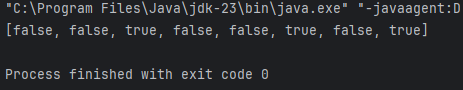 "C:\Program Files\Java\jdk-23\bin\java.exe" "-javaagent:D
[false, false, true, false, false, false, true, false, true]
Process finished with exit code 0